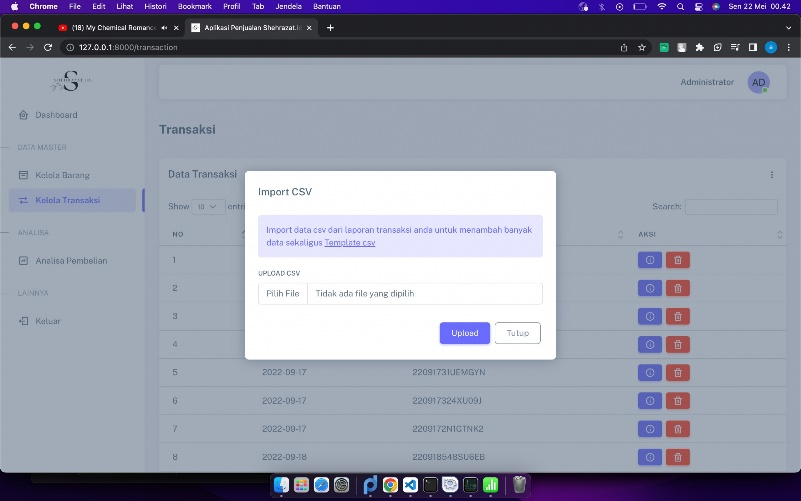 Chrome File Edit Lihat Histori Bookmark Profil Tab Jendela Bantuan Sen 22 Mei 00.42
(18) My Chemical Romance Aplikasi Penjualan Shehrazat.id
127.0.0.1:8000/transaction
Administrator AD
Dashboard
Transaksi
DATA MASTER
Kelola Barang
Data Transaksi
Kelola Transaksi
Show 10 entri Search:
ANALISA
NO AKSI
Analisa Pembelian
LAINNYA
Keluar
Import CSV
Import data csv dari laporan transaksi anda untuk menambah banyak
data sekaligus Template csv
UPLOAD CSV
Pilih File Tidak ada file yang dipilih
Upload Tutup
1
2
3
4
5 2022-09-17 22091731UEMGYN
6 2022-09-17 220917324XU09J
7 2022-09-17 2209172N1CTNK2
8 2022-09-18 220918548SU6EB